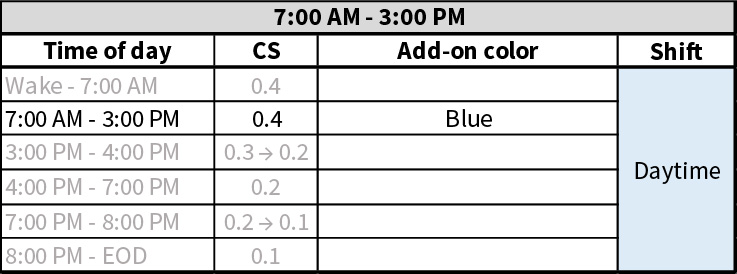 7:00 AM - 3:00 PM
Time of day CS Add-on color Shift
Wake - 7:00 AM 0.4
7:00 AM - 3:00 PM 0.4 Blue
3:00 PM - 4:00 PM 0.3 → 0.2
Daytime
4:00 PM - 7:00 PM 0.2
7:00 PM - 8:00 PM 0.2 → 0.1
8:00 PM - EOD 0.1